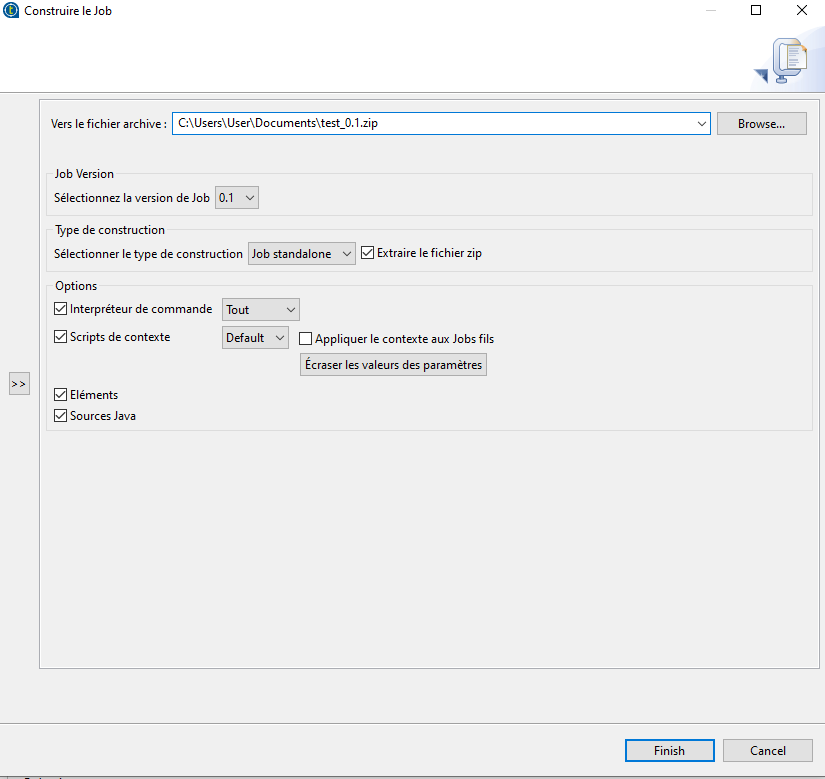 Construire le Job
Vers le fichier archive :
C:\Users\User\Documents\test_0.1.zip
Browse...
Job Version
Sélectionnez la version de Job 0.1
Type de construction
Sélectionner le type de construction Job standalone Extraire le fichier zip
Options
Interpréteur de commande Tout
Scripts de contexte Default Appliquer le contexte aux Jobs fils
Écraser les valeurs des paramètres
>>
Eléments
Sources Java
Finish Cancel